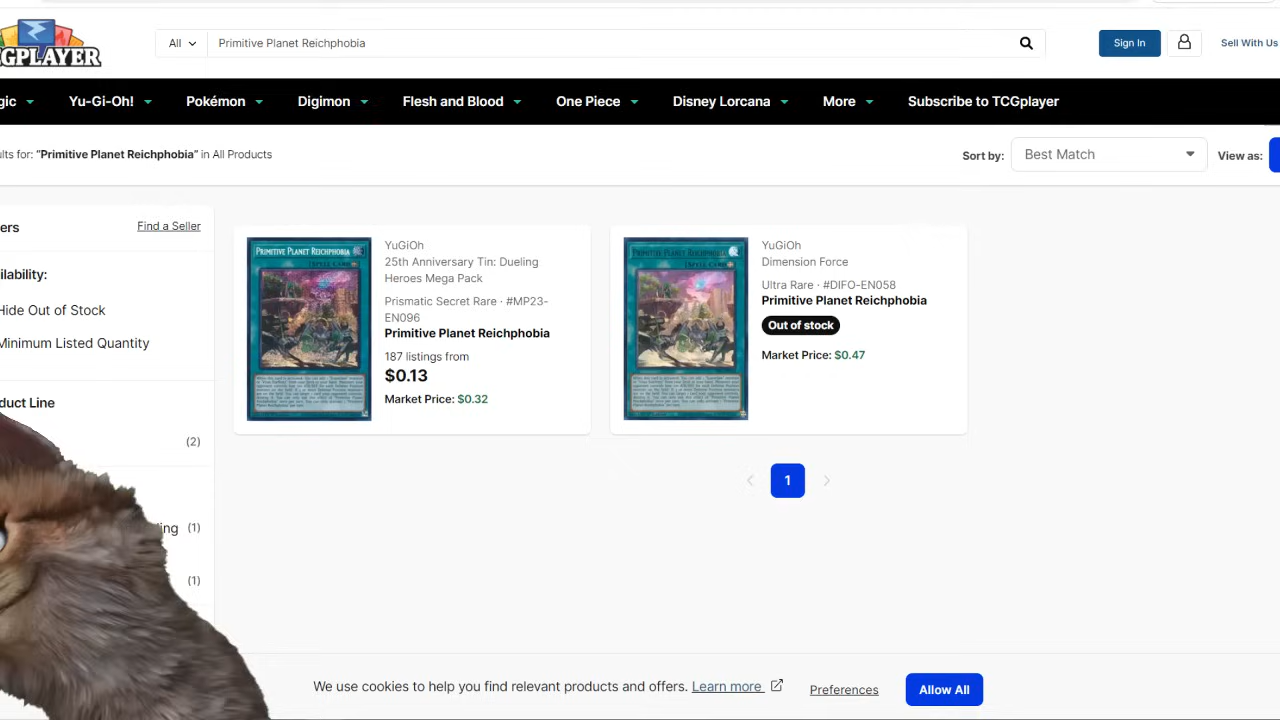 GPLAYER
All
Primitive Planet Reichphobia
Sign In
Sell With Us
gic
Yu-Gi-Oh!
Pokémon
Digimon
Flesh and Blood
One Piece
Disney Lorcana
More
Subscribe to TCGplayer
ults for: “Primitive Planet Reichphobia” in All Products
Sort by:
Best Match
View as:
ers
Find a Seller
ilability:
Hide Out of Stock
Minimum Listed Quantity
duct Line
(2)
ing (1)
(1)
PRIMITIVE PLANET REICHPHOBIA
YuGiOh
25th Anniversary Tin: Dueling
Heroes Mega Pack
Prismatic Secret Rare · #MP23-
EN096
Primitive Planet Reichphobia
187 listings from
$0.13
Market Price: $0.32
PRIMITIVE PLANET REICHPHOBIA
YuGiOh
Dimension Force
Ultra Rare · #DIFO-EN058
Primitive Planet Reichphobia
Out of stock
Market Price: $0.47
1
We use cookies to help you find relevant products and offers. Learn more
Preferences
Allow All